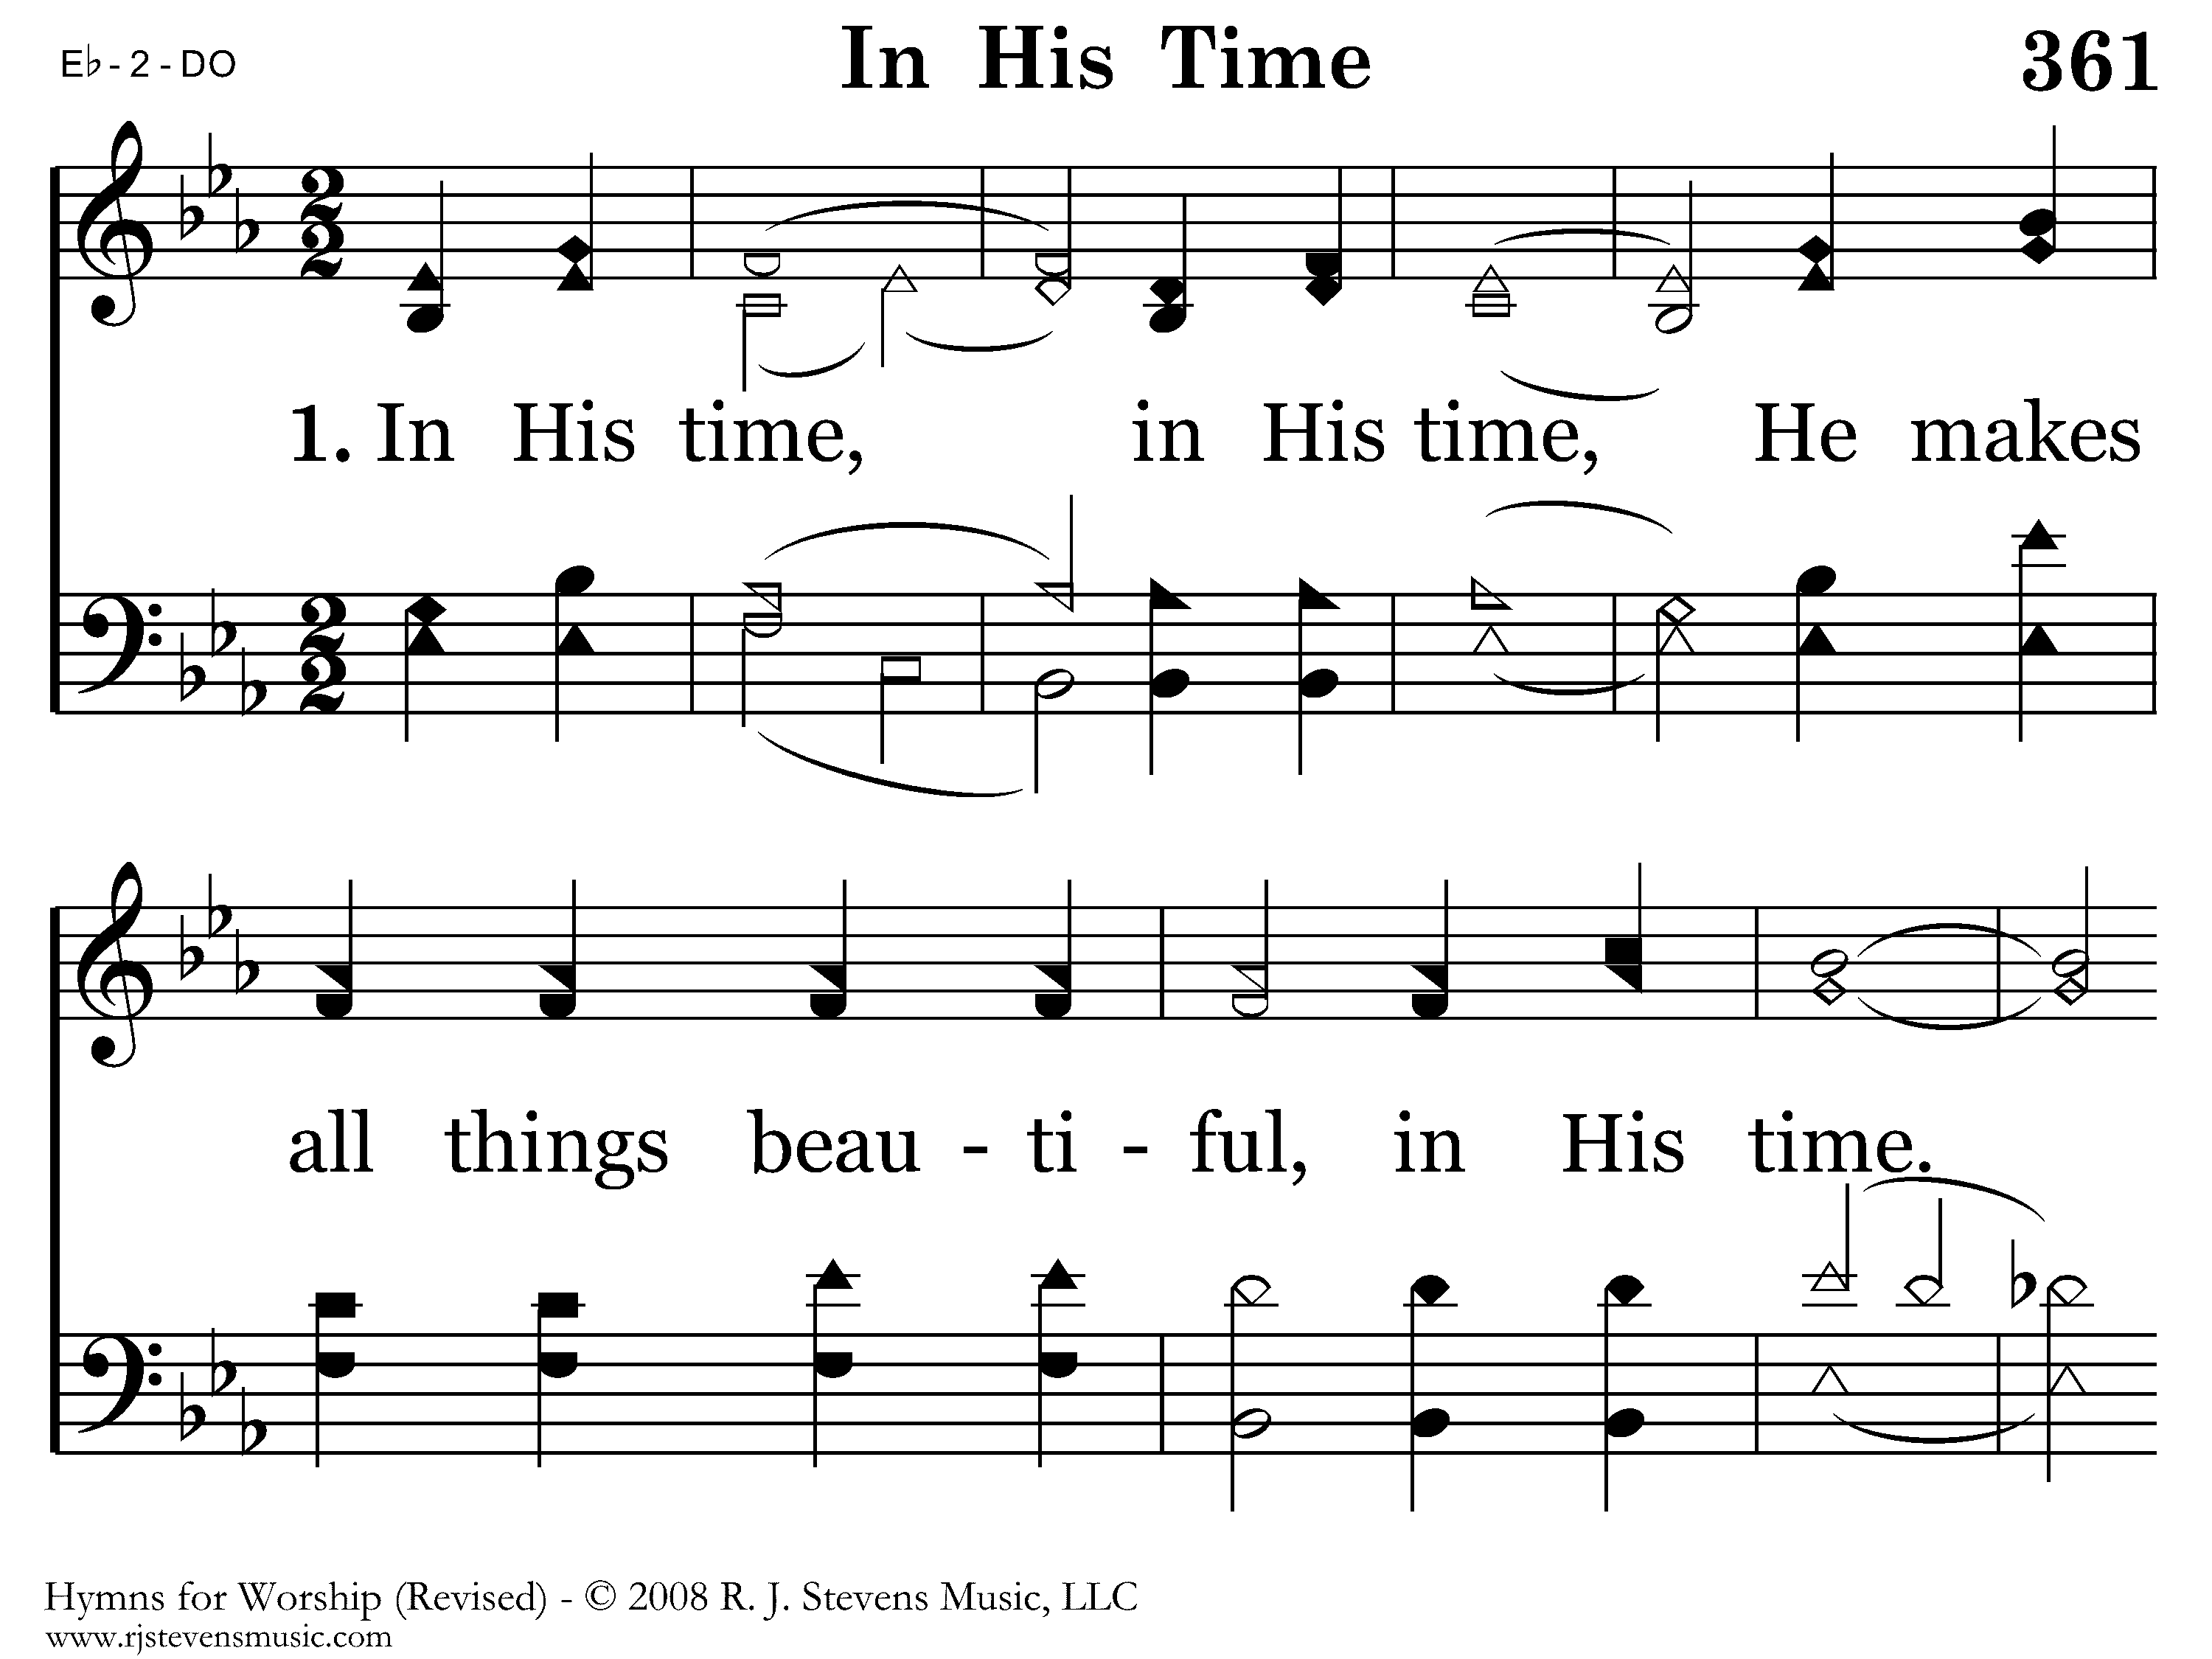 E♭ - 2 - DO
In His Time
361
1. In His time, in His time, He makes
all things beau - ti - ful, in His time.
Hymns for Worship (Revised) - © 2008 R. J. Stevens Music, LLC
www.rjstevensmusic.com